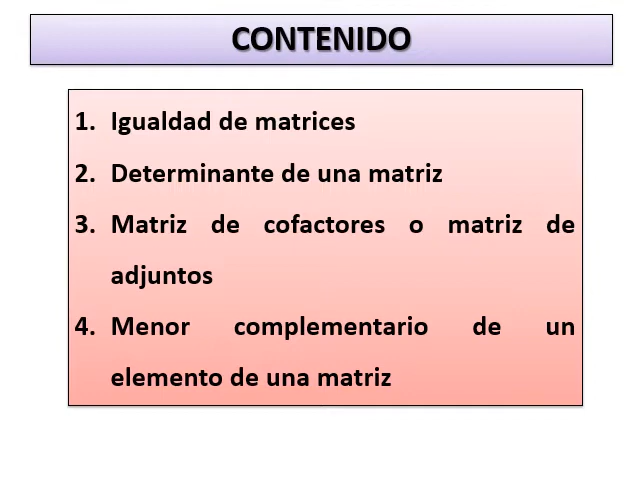 CONTENIDO
1. Igualdad de matrices
2. Determinante de una matriz
3. Matriz de cofactores o matriz de
adjuntos
4. Menor complementario de un
elemento de una matriz